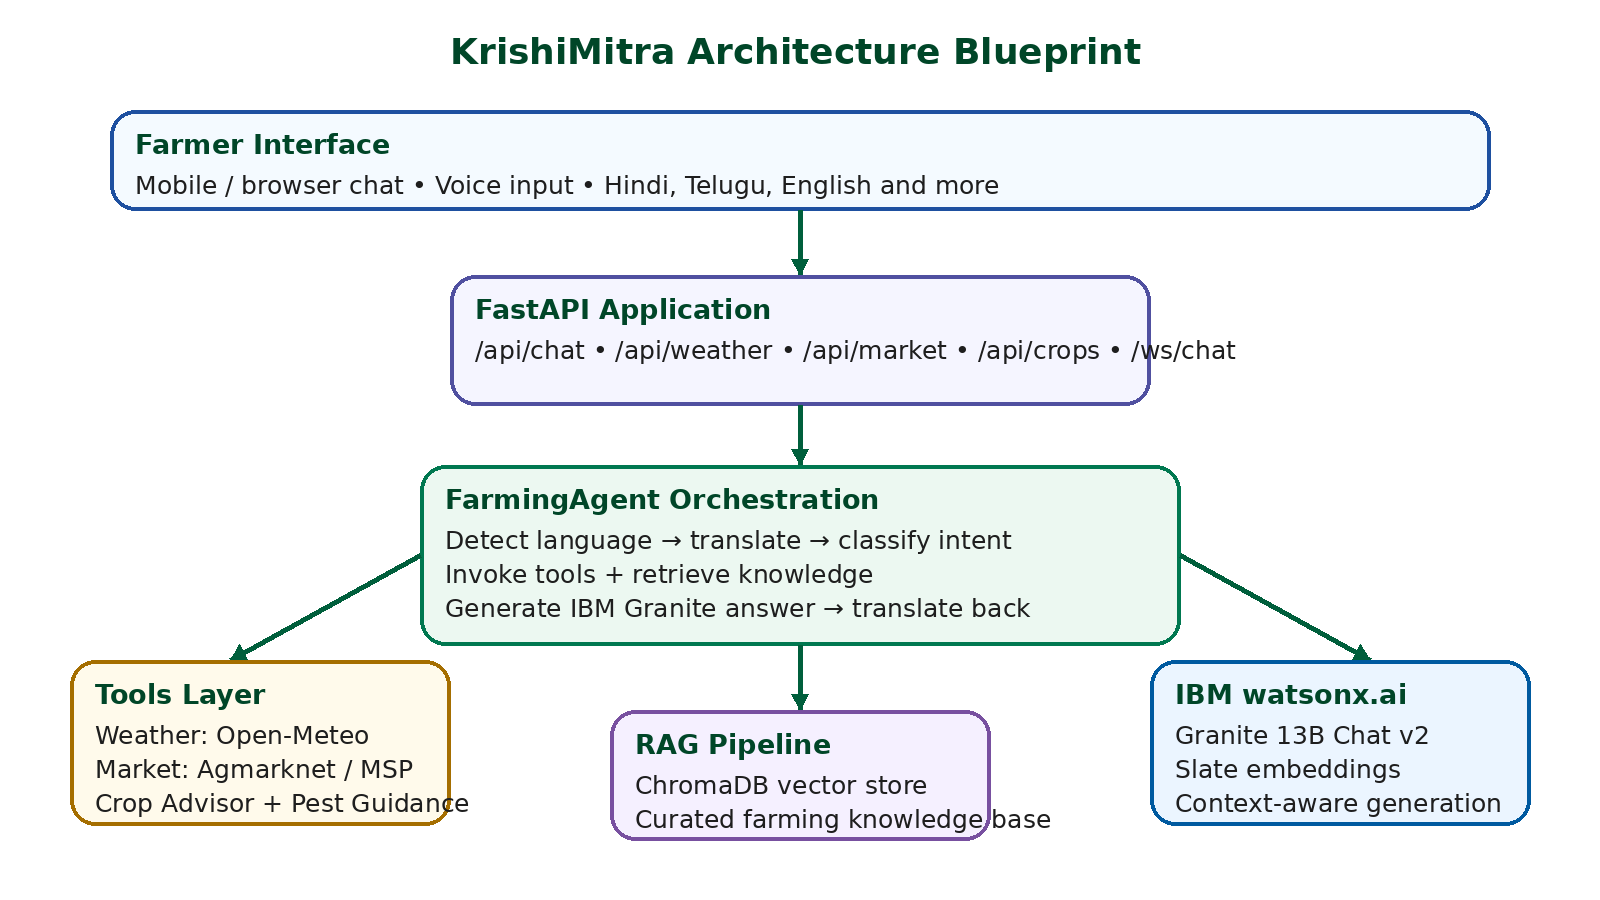 KrishiMitra Architecture Blueprint
Farmer Interface
Mobile / browser chat • Voice input • Hindi, Telugu, English and more
FastAPI Application
/api/chat • /api/weather • /api/market • /api/crops • /ws/chat
FarmingAgent Orchestration
Detect language → translate → classify intent
Invoke tools + retrieve knowledge
Generate IBM Granite answer → translate back
Tools Layer
Weather: Open-Meteo
Market: Agmarknet / MSP
Crop Advisor + Pest Guidance
RAG Pipeline
ChromaDB vector store
Curated farming knowledge base
IBM watsonx.ai
Granite 13B Chat v2
Slate embeddings
Context-aware generation